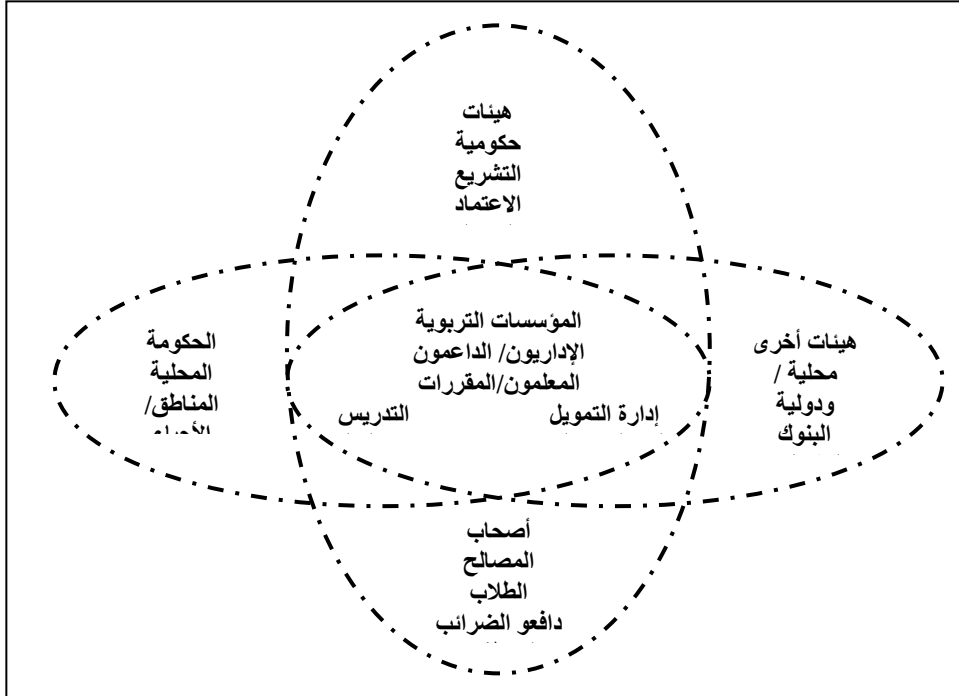 هيئات
حكومية
التشريع
الاعتماد
المؤسسات التربوية
الإداريون/ الداعمون
المعلمون/المقررات
إدارة التمويل
التدريس
هيئات أخرى
محلية /
ودولية
البنوك
الحكومة
المحلية
المناطق/
أصحاب
المصالح
الطلاب
دافعو الضرائب